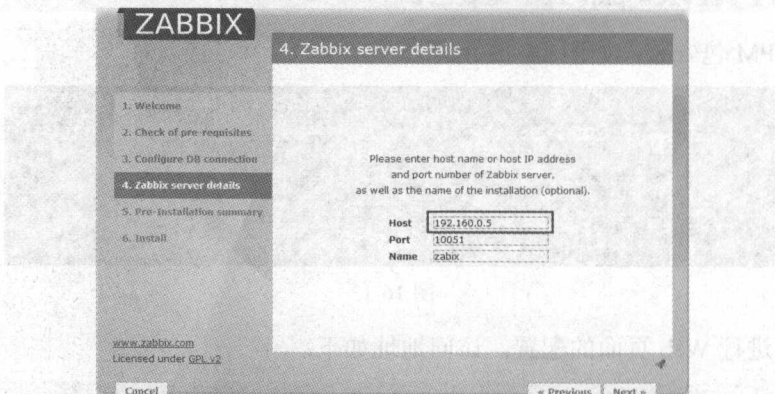 ZABBIX
4. Zabbix server details
1. Welcome
2. Check of pre-requisites
3. Configure DB connection
4. Zabbix server details
5. Pre-Installation summary
6. Install
Please enter host name or host IP address
and port number of Zabbix server,
as well as the name of the installation (optional).
Host 192.160.0.5
Port 10051
Name zabix
www.zabbix.com
Licensed under GPL v2
Cancel
« Previous
Next »